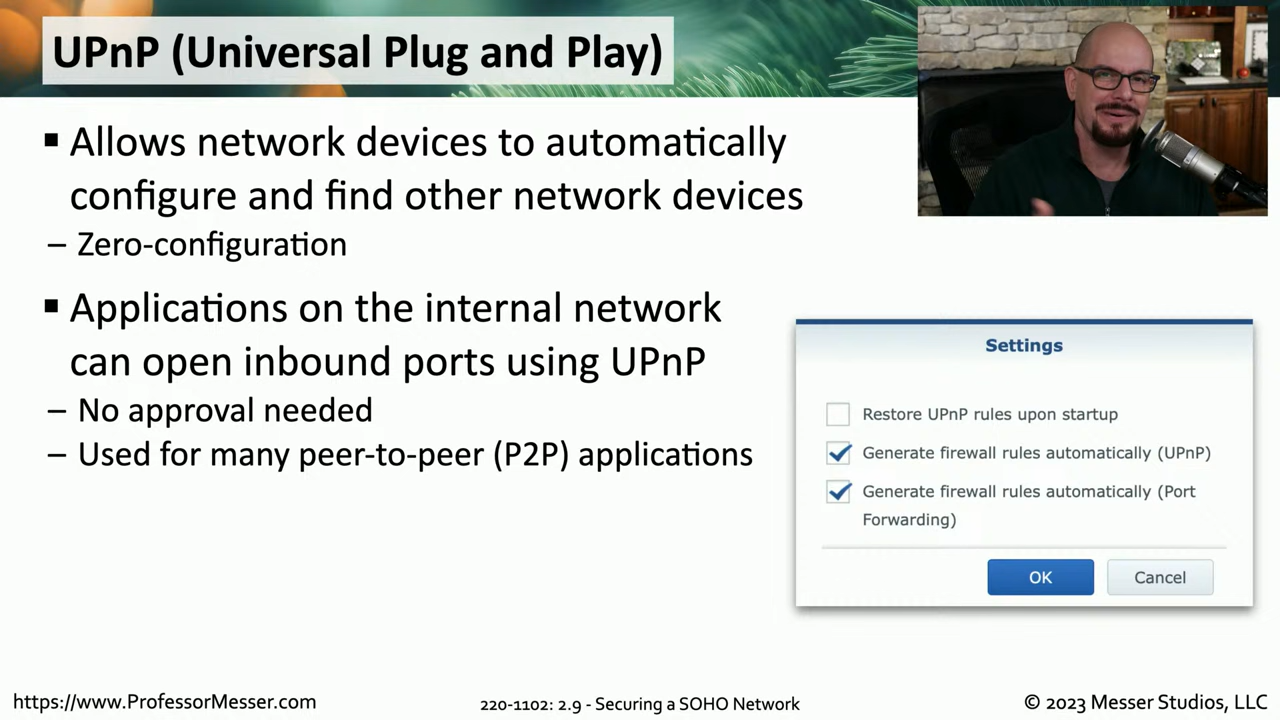 UPnP (Universal Plug and Play)
▪ Allows network devices to automatically
configure and find other network devices
– Zero-configuration
▪ Applications on the internal network
can open inbound ports using UPnP
– No approval needed
– Used for many peer-to-peer (P2P) applications
Settings
Restore UPnP rules upon startup
Generate firewall rules automatically (UPnP)
Generate firewall rules automatically (Port
Forwarding)
OK
Cancel
https://www.ProfessorMesser.com
220-1102: 2.9 - Securing a SOHO Network
© 2023 Messer Studios, LLC